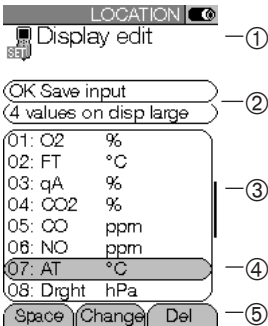 LOCATION
SET
Display edit
①
OK Save input
4 values on disp large
②
01: O2 %
02: FT °C
03: qA %
04: CO2 %
05: CO ppm
06: NO ppm
③
07: AT °C
④
08: Drght hPa
Space Change Del
⑤